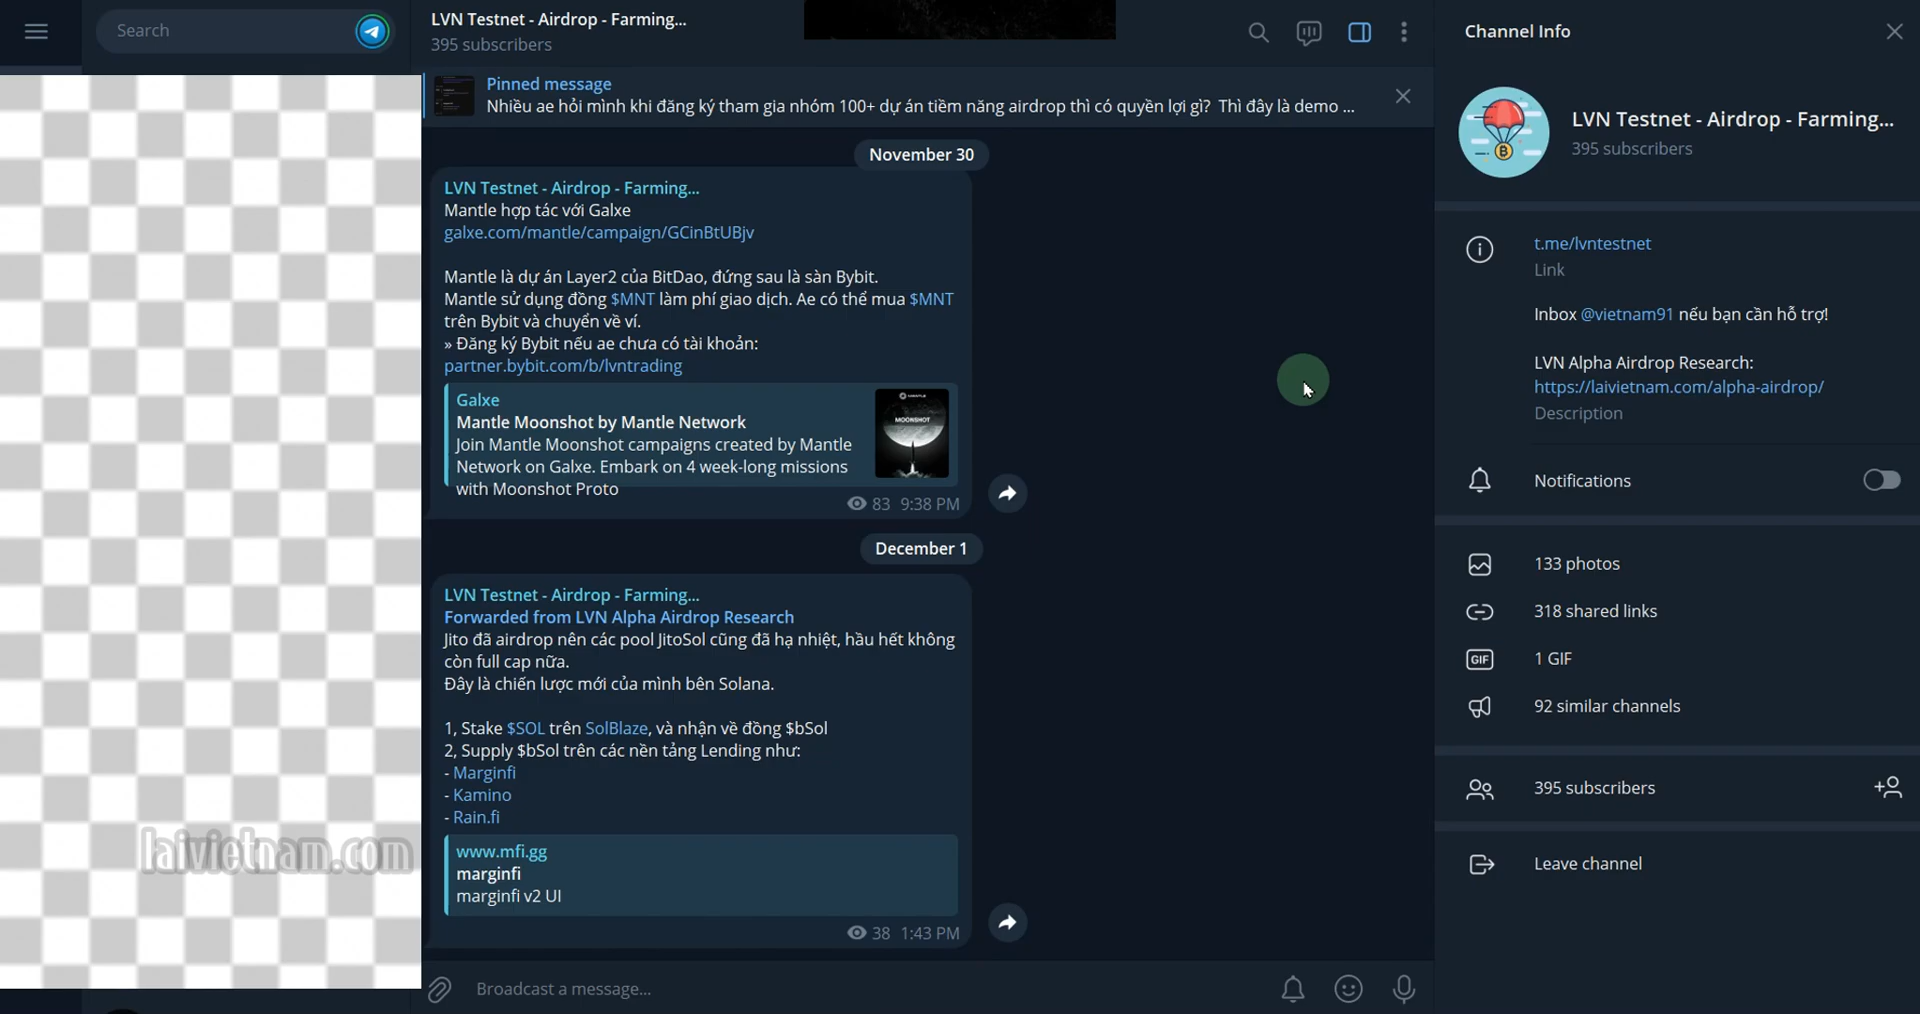 Search
LVN Testnet - Airdrop - Farming...
395 subscribers
Pinned message
Nhiều ae hỏi mình khi đăng ký tham gia nhóm 100+ dự án tiềm năng airdrop thì có quyền lợi gì? Thì đây là demo ...
November 30
LVN Testnet - Airdrop - Farming...
Mantle hợp tác với Galxe
galxe.com/mantle/campaign/GCinBtUBjv
Mantle là dự án Layer2 của BitDao, đứng sau là sàn Bybit.
Mantle sử dụng đồng $MNT làm phí giao dịch. Ae có thể mua $MNT
trên Bybit và chuyển về ví.
» Đăng ký Bybit nếu ae chưa có tài khoản:
partner.bybit.com/b/lvntrading
Galxe
Mantle Moonshot by Mantle Network
Join Mantle Moonshot campaigns created by Mantle
Network on Galxe. Embark on 4 week-long missions
with Moonshot Proto
MOONSHOT
83 9:38 PM
December 1
LVN Testnet - Airdrop - Farming...
Forwarded from LVN Alpha Airdrop Research
Jito đã airdrop nên các pool JitoSol cũng đã hạ nhiệt, hầu hết không
còn full cap nữa.
Đây là chiến lược mới của mình bên Solana.
1, Stake $SOL trên SolBlaze, và nhận về đồng $bSol
2, Supply $bSol trên các nền tảng Lending như:
- Marginfi
- Kamino
- Rain.fi
www.mfi.gg
marginfi
marginfi v2 UI
38 1:43 PM
Broadcast a message...
laivietnam.com
Channel Info
LVN Testnet - Airdrop - Farming...
395 subscribers
t.me/lvntestnet
Link
Inbox @vietnam91 nếu bạn cần hỗ trợ!
LVN Alpha Airdrop Research:
https://laivietnam.com/alpha-airdrop/
Description
Notifications
133 photos
318 shared links
GIF
1 GIF
92 similar channels
395 subscribers
Leave channel